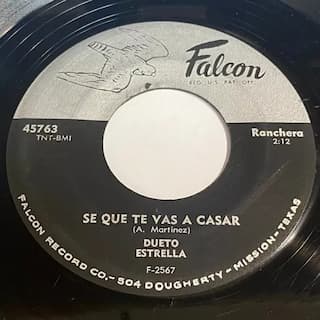 Falcon
REG. U.S. PAT. OFF.
45763
TNT-BMI
Ranchera
2:12
SE QUE TE VAS A CASAR
(A. Martinez)
DUETO
ESTRELLA
F-2567
FALCON RECORD CO.-504 DOUGHERTY-MISSION-TEXAS